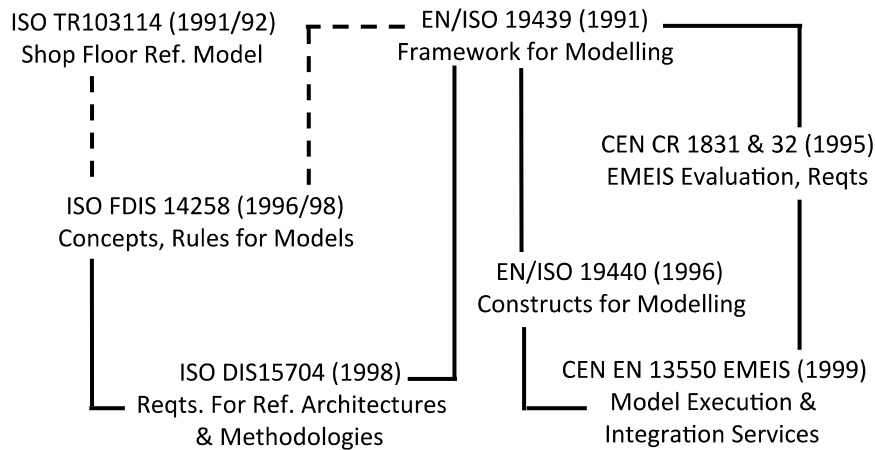 ISO TR103114 (1991/92)
Shop Floor Ref. Model
EN/ISO 19439 (1991)
Framework for Modelling
CEN CR 1831 & 32 (1995)
EMEIS Evaluation, Reqts
ISO FDIS 14258 (1996/98)
Concepts, Rules for Models
EN/ISO 19440 (1996)
Constructs for Modelling
ISO DIS15704 (1998)
Reqts. For Ref. Architectures
& Methodologies
CEN EN 13550 EMEIS (1999)
Model Execution &
Integration Services